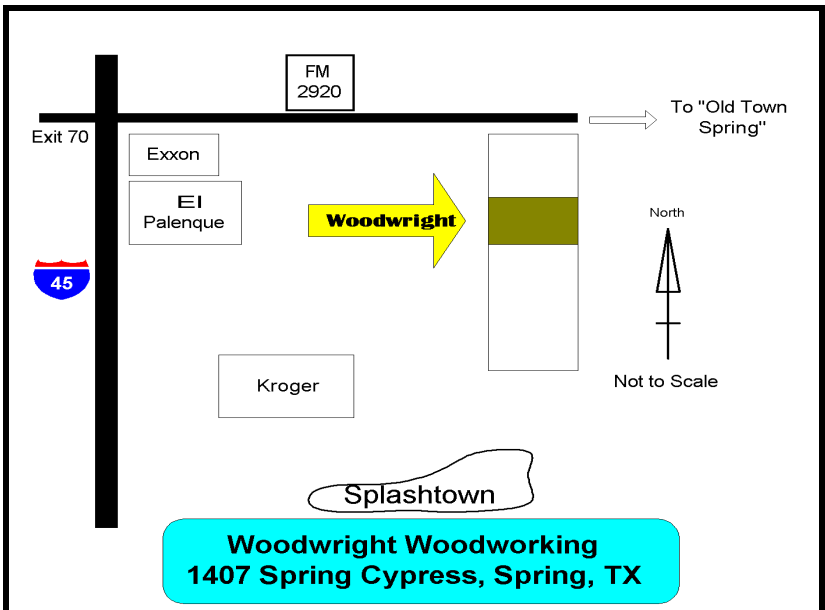 FM
2920
To "Old Town
Spring"
Exit 70
Exxon
El
Palenque
Woodwright
North
45
Kroger
Not to Scale
Splashtown
Woodwright Woodworking
1407 Spring Cypress, Spring, TX